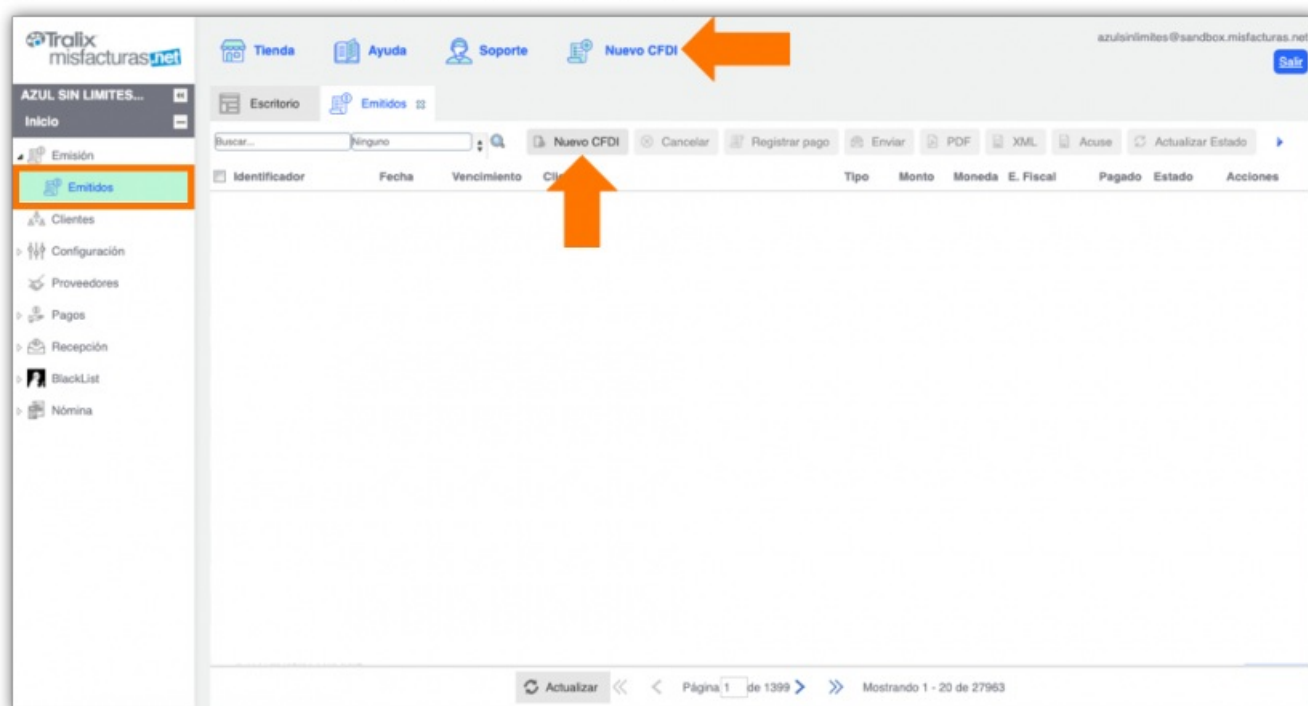 Tralix
misfacturas.net
Tienda Ayuda Soporte Nuevo CFDI
azulsinlimites@sandbox.misfacturas.net
Salir
AZUL SIN LIMITES...
Inicio
Emisión
Emitidos
Clientes
Configuración
Proveedores
Pagos
Recepción
BlackList
Nómina
Escritorio Emitidos
Buscar... Ninguno Nuevo CFDI Cancelar Registrar pago Enviar PDF XML Acuse Actualizar Estado
Identificador Fecha Vencimiento Tipo Monto Moneda E. Fiscal Pagado Estado Acciones
Actualizar Página 1 de 1399 Mostrando 1 - 20 de 27963